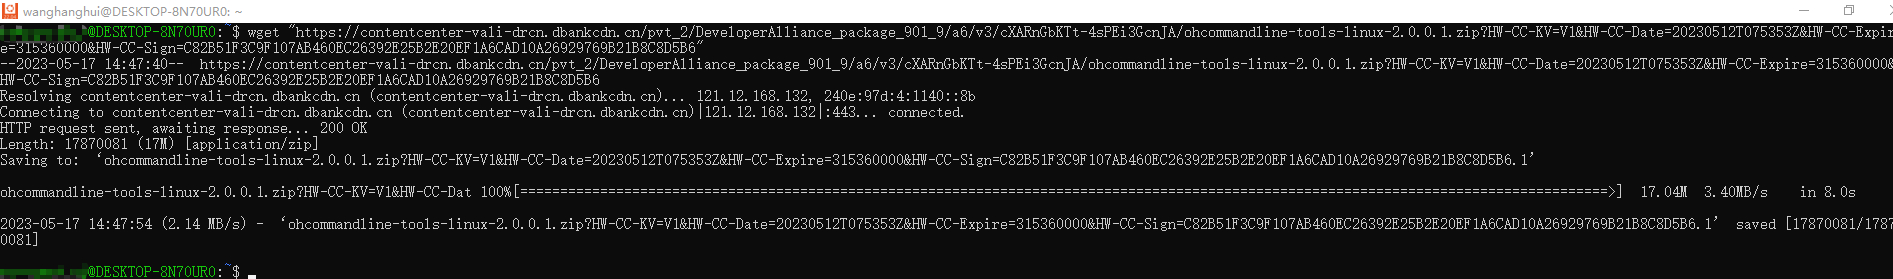 wanghanghui@DESKTOP-8N70UR0: ~
@DESKTOP-8N70UR0:~$ wget "https://contentcenter-vali-drcn.dbankcdn.cn/pvt_2/DeveloperAlliance_package_901_9/a6/v3/cXARnGbKTt-4sPEi3GcnJA/ohcommandline-tools-linux-2.0.0.1.zip?HW-CC-KV=V1&HW-CC-Date=20230512T075353Z&HW-CC-Expir
e=315360000&HW-CC-Sign=C82B51F3C9F107AB460EC26392E25B2E20EF1A6CAD10A26929769B21B8C8D5B6"
--2023-05-17 14:47:40-- https://contentcenter-vali-drcn.dbankcdn.cn/pvt_2/DeveloperAlliance_package_901_9/a6/v3/cXARnGbKTt-4sPEi3GcnJA/ohcommandline-tools-linux-2.0.0.1.zip?HW-CC-KV=V1&HW-CC-Date=20230512T075353Z&HW-CC-Expire=315360000&
HW-CC-Sign=C82B51F3C9F107AB460EC26392E25B2E20EF1A6CAD10A26929769B21B8C8D5B6
Resolving contentcenter-vali-drcn.dbankcdn.cn (contentcenter-vali-drcn.dbankcdn.cn)... 121.12.168.132, 240e:97d:4:1140::8b
Connecting to contentcenter-vali-drcn.dbankcdn.cn (contentcenter-vali-drcn.dbankcdn.cn)|121.12.168.132|:443... connected.
HTTP request sent, awaiting response... 200 OK
Length: 17870081 (17M) [application/zip]
Saving to: ‘ohcommandline-tools-linux-2.0.0.1.zip?HW-CC-KV=V1&HW-CC-Date=20230512T075353Z&HW-CC-Expire=315360000&HW-CC-Sign=C82B51F3C9F107AB460EC26392E25B2E20EF1A6CAD10A26929769B21B8C8D5B6.1’
ohcommandline-tools-linux-2.0.0.1.zip?HW-CC-KV=V1&HW-CC-Dat 100%[=========================================================================================================================================>] 17.04M 3.40MB/s in 8.0s
2023-05-17 14:47:54 (2.14 MB/s) - ‘ohcommandline-tools-linux-2.0.0.1.zip?HW-CC-KV=V1&HW-CC-Date=20230512T075353Z&HW-CC-Expire=315360000&HW-CC-Sign=C82B51F3C9F107AB460EC26392E25B2E20EF1A6CAD10A26929769B21B8C8D5B6.1’ saved [17870081/1787
0081]
@DESKTOP-8N70UR0:~$